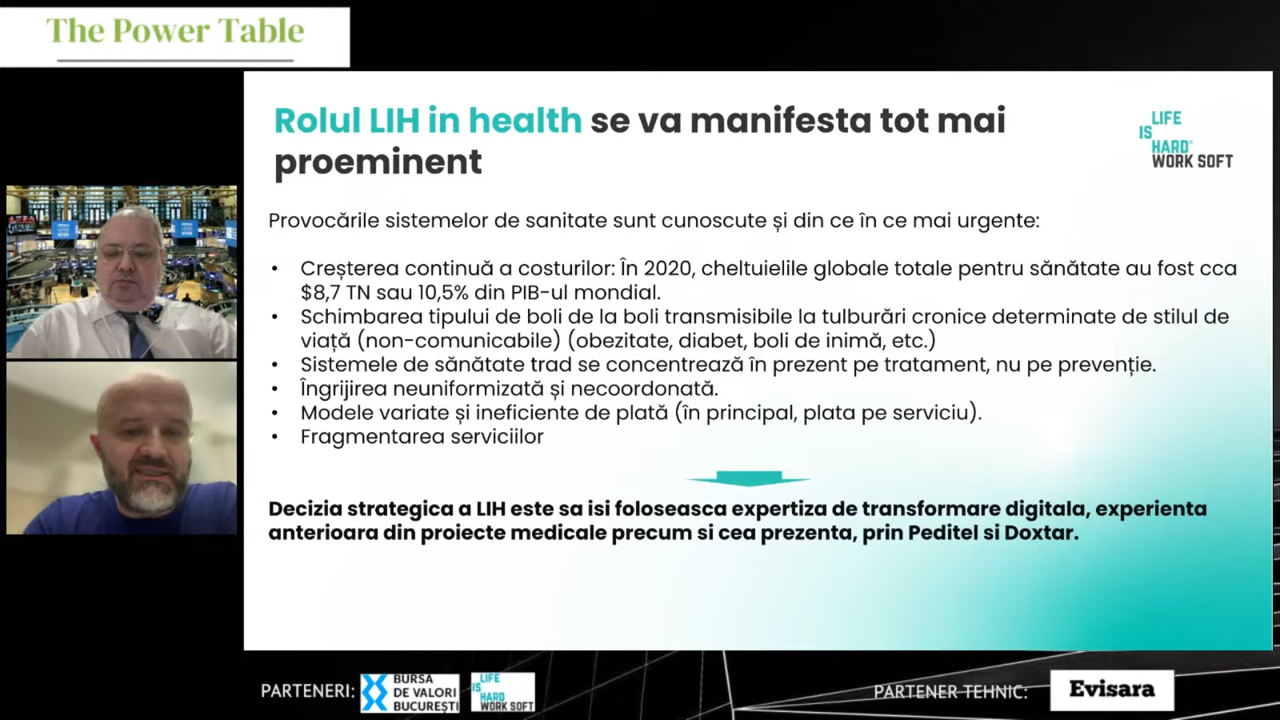 The Power Table
Rolul LIH in health se va manifesta tot mai
proeminent
LIFE
IS
HARD
WORK SOFT
Provocările sistemelor de sanitate sunt cunoscute și din ce în ce mai urgente:
• Creșterea continuă a costurilor: În 2020, cheltuielile globale totale pentru sănătate au fost cca
$8,7 TN sau 10,5% din PIB-ul mondial.
• Schimbarea tipului de boli de la boli transmisibile la tulburări cronice determinate de stilul de
viață (non-comunicabile) (obezitate, diabet, boli de inimă, etc.)
• Sistemele de sănătate trad se concentrează în prezent pe tratament, nu pe prevenție.
• Îngrijirea neuniformizată și necoordonată.
• Modele variate și ineficiente de plată (în principal, plata pe serviciu).
• Fragmentarea serviciilor
Decizia strategica a LIH este sa isi foloseasca expertiza de transformare digitala, experienta
anterioara din proiecte medicale precum si cea prezenta, prin Peditel si Doxtar.
PARTENERI:
BURSA
DE VALORI
BUCUREȘTI
LIFE
IS
HARD
WORK SOFT
PARTENER TEHNIC:
Evisara